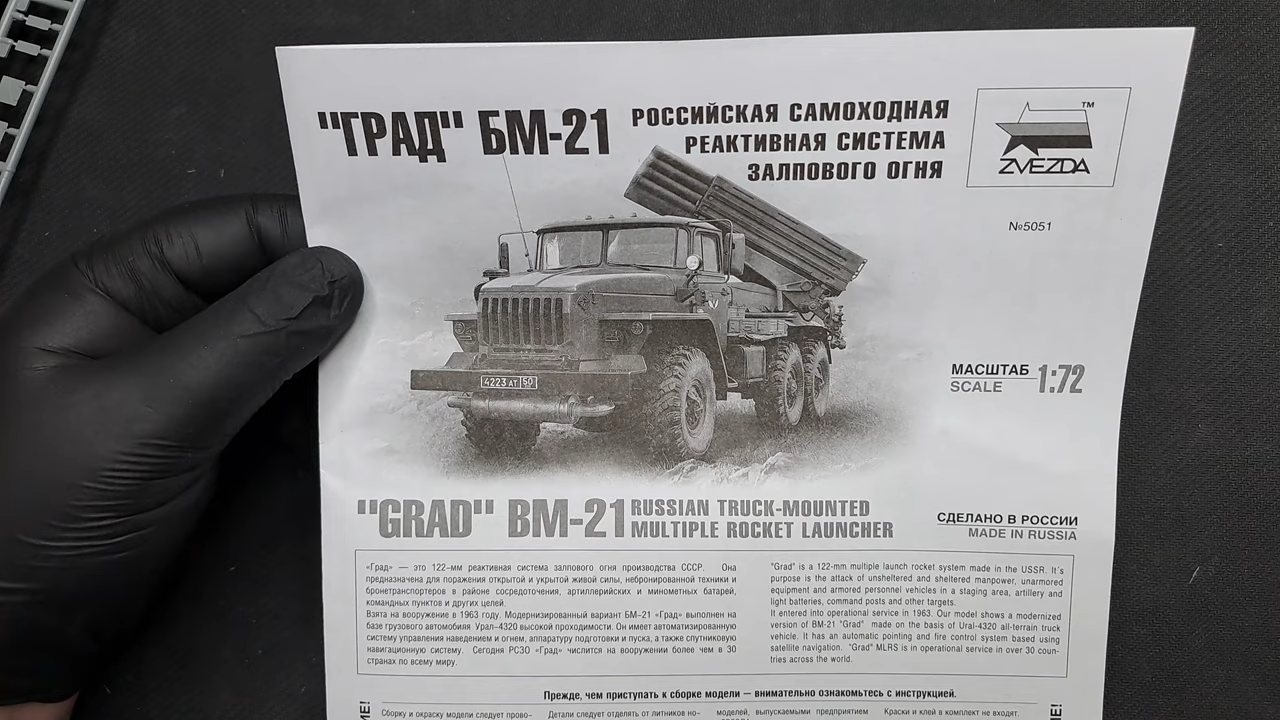 "ГРАД" БМ-21
РОССИЙСКАЯ САМОХОДНАЯ
РЕАКТИВНАЯ СИСТЕМА
ЗАЛПОВОГО ОГНЯ
TM
ZVEZDA
№5051
МАСШТАБ
SCALE
1:72
4223 АТ 50
"GRAD" BM-21
RUSSIAN TRUCK-MOUNTED
MULTIPLE ROCKET LAUNCHER
СДЕЛАНО В РОССИИ
MADE IN RUSSIA
«Град» — это 122-мм реактивная система залпового огня производства СССР. Она
предназначена для поражения открытой и укрытой живой силы, небронированной техники и
бронетранспортеров в районе сосредоточения, артиллерийских и минометных батарей,
командных пунктов и других целей.
Взята на вооружение в 1963 году. Модернизированный вариант БМ-21 «Град» выполнен на
базе грузового автомобиля Урал-4320 высокой проходимости. Он имеет автоматизированную
систему управления наведением и огнем, аппаратуру подготовки и пуска, а также спутниковую
навигационную систему. Сегодня РСЗО «Град» числится на вооружении более чем в 30
странах по всему миру.
"Grad" is a 122-mm multiple launch rocket system made in the USSR. It's
purpose is the attack of unsheltered and sheltered manpower, unarmored
equipment and armored personnel vehicles in a staging area, artillery and
light batteries, command posts and other targets.
It entered into operational service in 1963. Our model shows a modernized
version of BM-21 "Grad" made on the basis of Ural-4320 all-terrain truck
vehicle. It has an automatic pointing and fire control system based using
satellite navigation. "Grad" MLRS is in operational service in over 30 coun-
tries across the world.
Прежде, чем приступать к сборке модели — внимательно ознакомьтесь с инструкцией.
Сборку и окраску модели следует прово-
Детали следует отделять от литников но-
моделей, выпускаемыми предприятием
Краски и клей в комплект не входят.